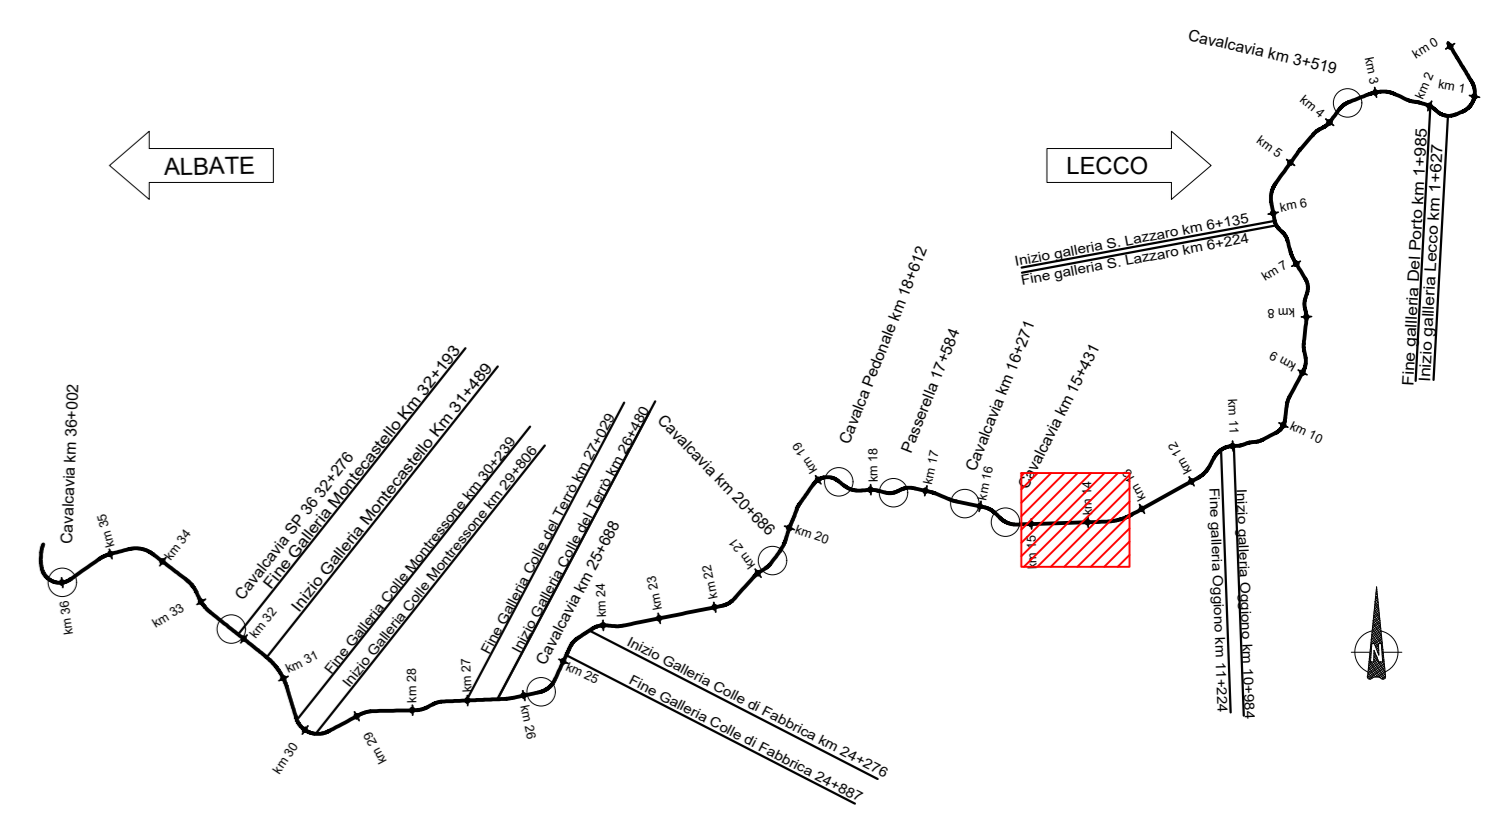 Cavalcavia km 3+519
km 0
km 1
km 2
km 3
km 4
km 5
km 6
km 7
km 8
km 9
km 10
km 11
km 12
km 13
km 14
km 15
km 16
km 17
km 18
km 19
km 20
km 21
km 22
km 23
km 24
km 25
km 26
km 27
km 28
km 29
km 30
km 31
km 32
km 33
km 34
km 35
km 36
ALBATE
LECCO
Fine gallleria Del Porto km 1+985
Inizio gallleria Lecco km 1+627
Inizio galleria S. Lazzaro km 6+135
Fine galleria S. Lazzaro km 6+224
Inizio galleria Oggiono km 10+984
Fine galleria Oggiono km 11+224
Cavalcavia km 15+431
Cavalcavia km 16+271
Passerella 17+584
Cavalca Pedonale km 18+612
Cavalcavia km 20+686
Inizio Galleria Colle di Fabbrica km 24+276
Fine Galleria Colle di Fabbrica 24+887
Cavalcavia km 25+688
Inizio Galleria Colle del Terrò km 26+480
Fine Galleria Colle del Terrò km 27+029
Inizio Galleria Colle Montressone km 29+806
Fine Galleria Colle Montressone km 30+239
Inizio Galleria Montecastello Km 31+489
Fine Galleria Montecastello Km 32+193
Cavalcavia SP 36 32+276
Cavalcavia km 36+002
N